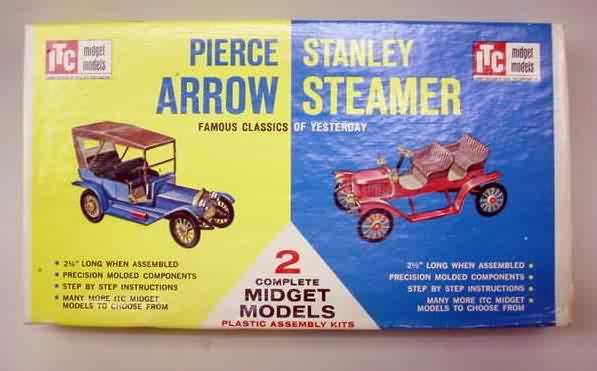 ITC midget models
PIERCE
ARROW
STANLEY
STEAMER
ITC midget models
FAMOUS CLASSICS OF YESTERDAY
• 2½" LONG WHEN ASSEMBLED
• PRECISION MOLDED COMPONENTS
• STEP BY STEP INSTRUCTIONS
• MANY MORE ITC MIDGET
MODELS TO CHOOSE FROM
2
COMPLETE
MIDGET
MODELS
PLASTIC ASSEMBLY KITS
2½" LONG WHEN ASSEMBLED •
PRECISION MOLDED COMPONENTS •
STEP BY STEP INSTRUCTIONS •
MANY MORE ITC MIDGET •
MODELS TO CHOOSE FROM